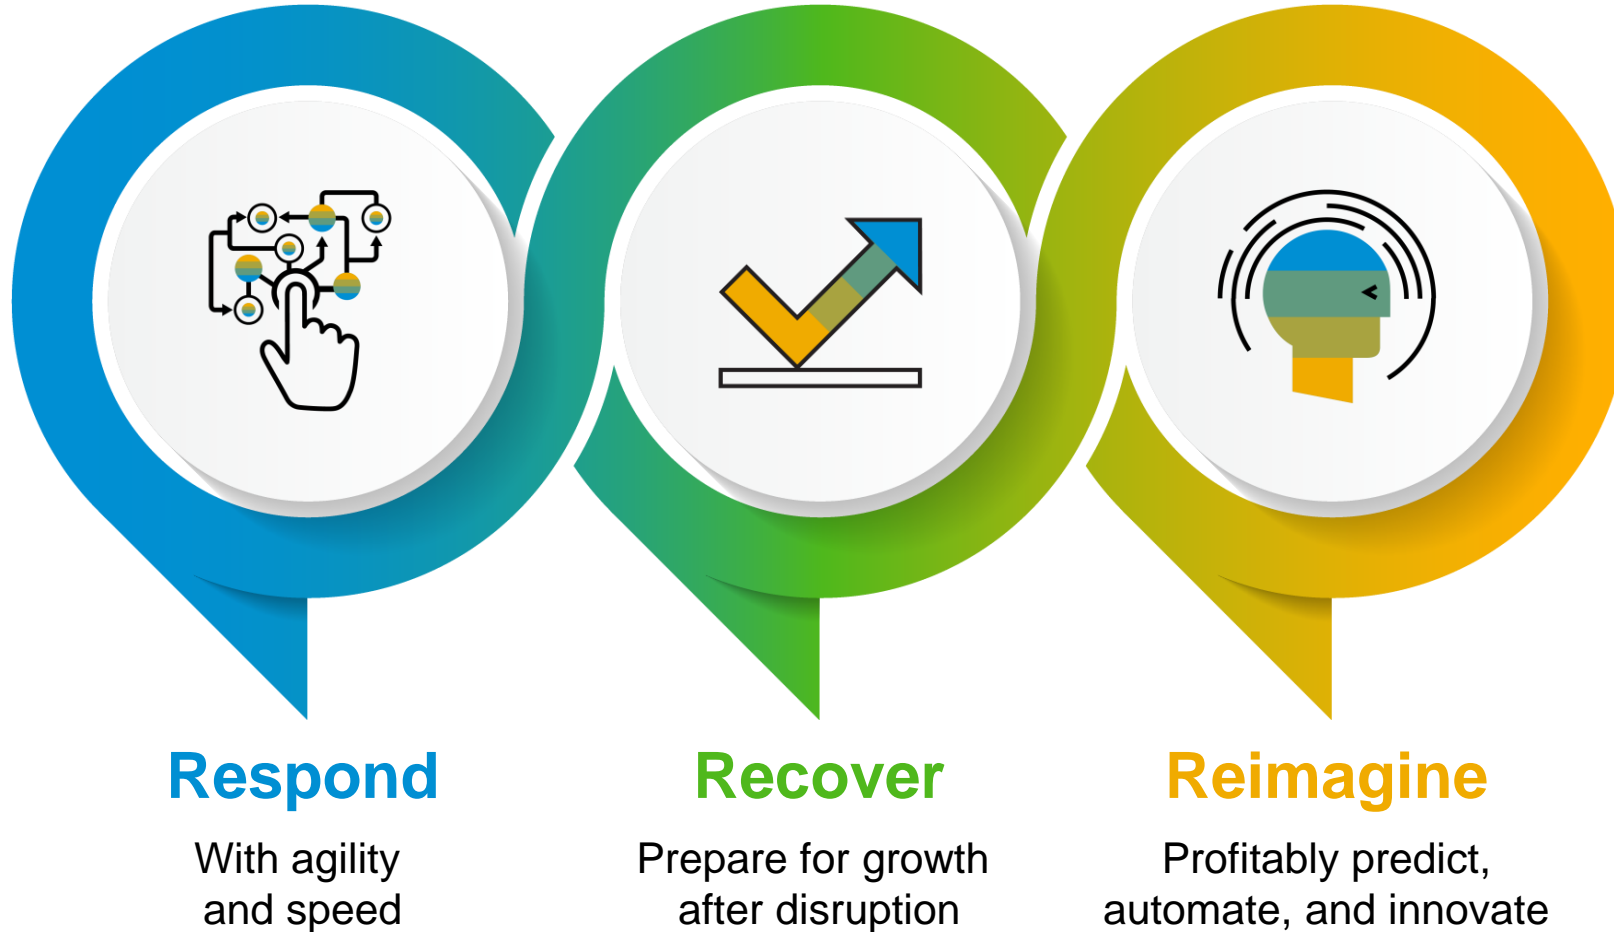 Respond
With agility
and speed
Recover
Prepare for growth
after disruption
Reimagine
Profitably predict,
automate, and innovate